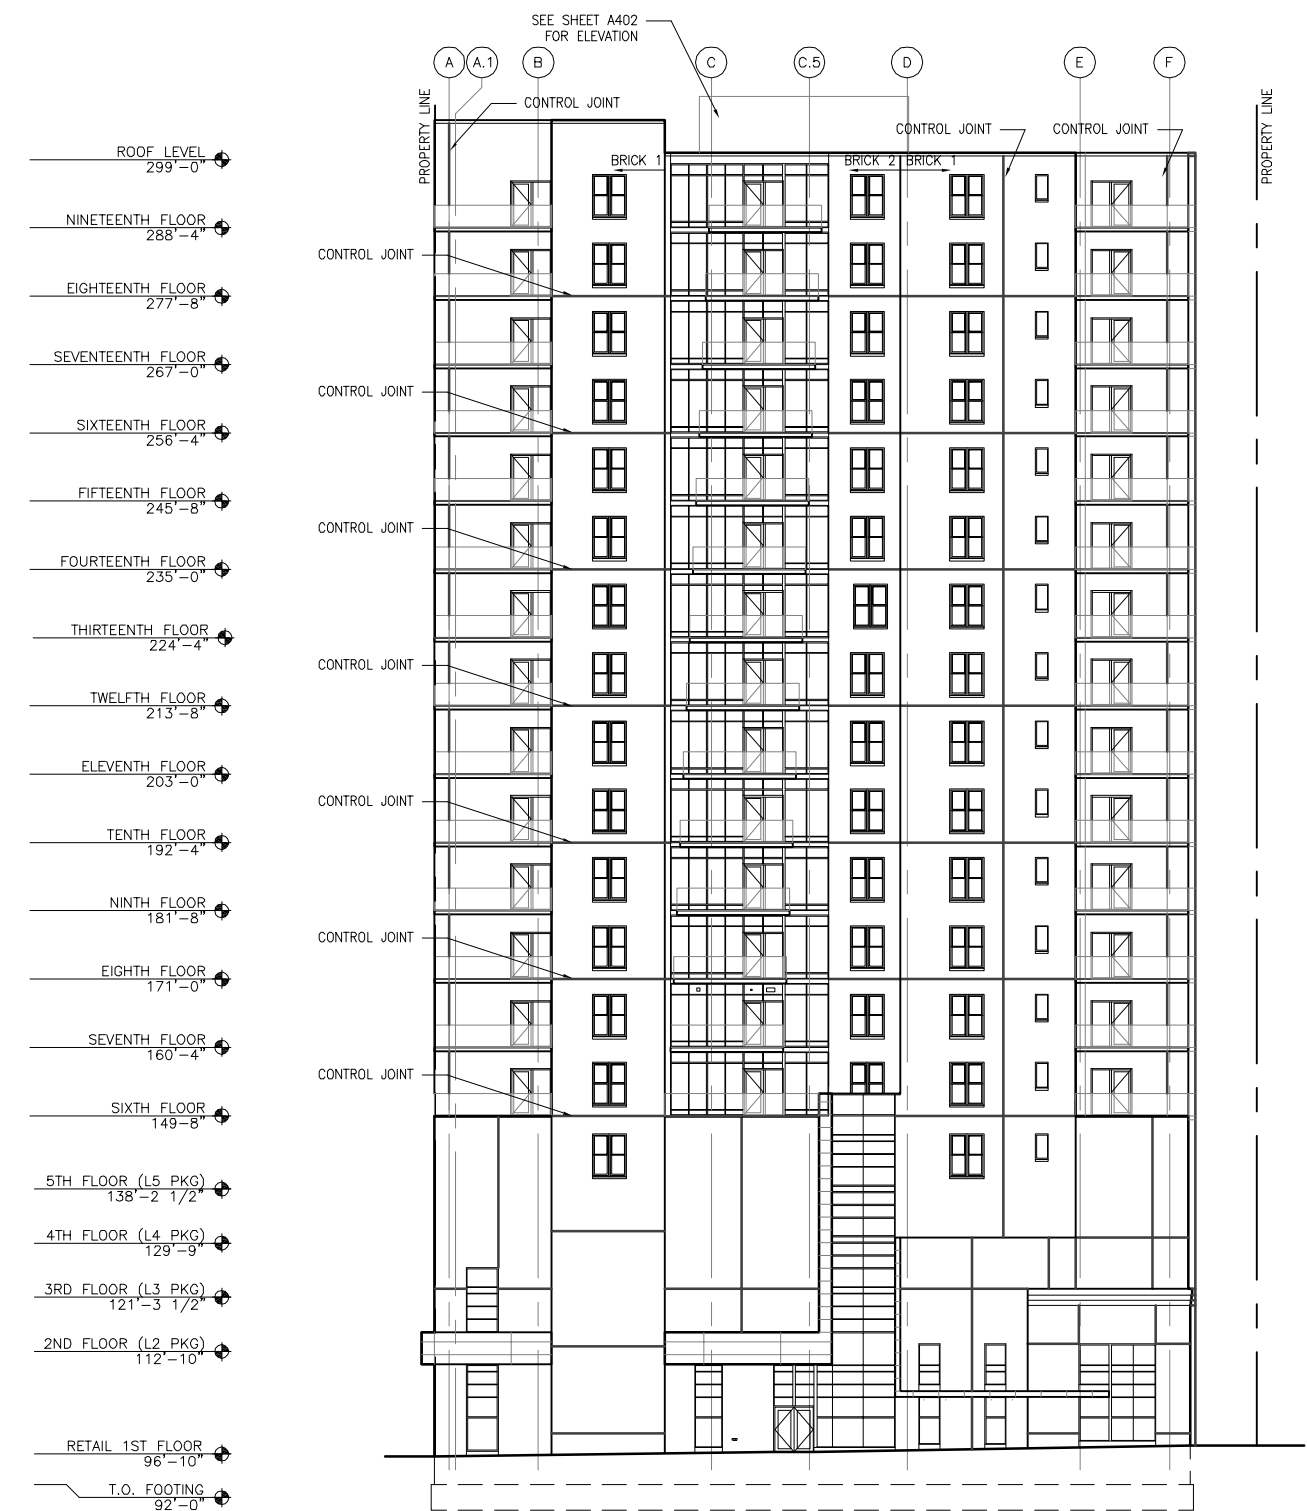 SEE SHEET A402
FOR ELEVATION
A
A.1
B
C
C.5
D
E
F
PROPERTY LINE
CONTROL JOINT
CONTROL JOINT
CONTROL JOINT
PROPERTY LINE
ROOF LEVEL
299'-0"
BRICK 1
BRICK 2
BRICK 1
NINETEENTH FLOOR
288'-4"
CONTROL JOINT
EIGHTEENTH FLOOR
277'-8"
SEVENTEENTH FLOOR
267'-0"
CONTROL JOINT
SIXTEENTH FLOOR
256'-4"
FIFTEENTH FLOOR
245'-8"
CONTROL JOINT
FOURTEENTH FLOOR
235'-0"
THIRTEENTH FLOOR
224'-4"
CONTROL JOINT
TWELFTH FLOOR
213'-8"
ELEVENTH FLOOR
203'-0"
CONTROL JOINT
TENTH FLOOR
192'-4"
NINTH FLOOR
181'-8"
CONTROL JOINT
EIGHTH FLOOR
171'-0"
SEVENTH FLOOR
160'-4"
CONTROL JOINT
SIXTH FLOOR
149-8"
5TH FLOOR (L5 PKG)
138'-2 1/2"
4TH FLOOR (L4 PKG)
129'-9"
3RD FLOOR (L3 PKG)
121'-3 1/2"
2ND FLOOR (L2 PKG)
112'-10"
RETAIL 1ST FLOOR
96'-10"
T.O. FOOTING
92'-0"